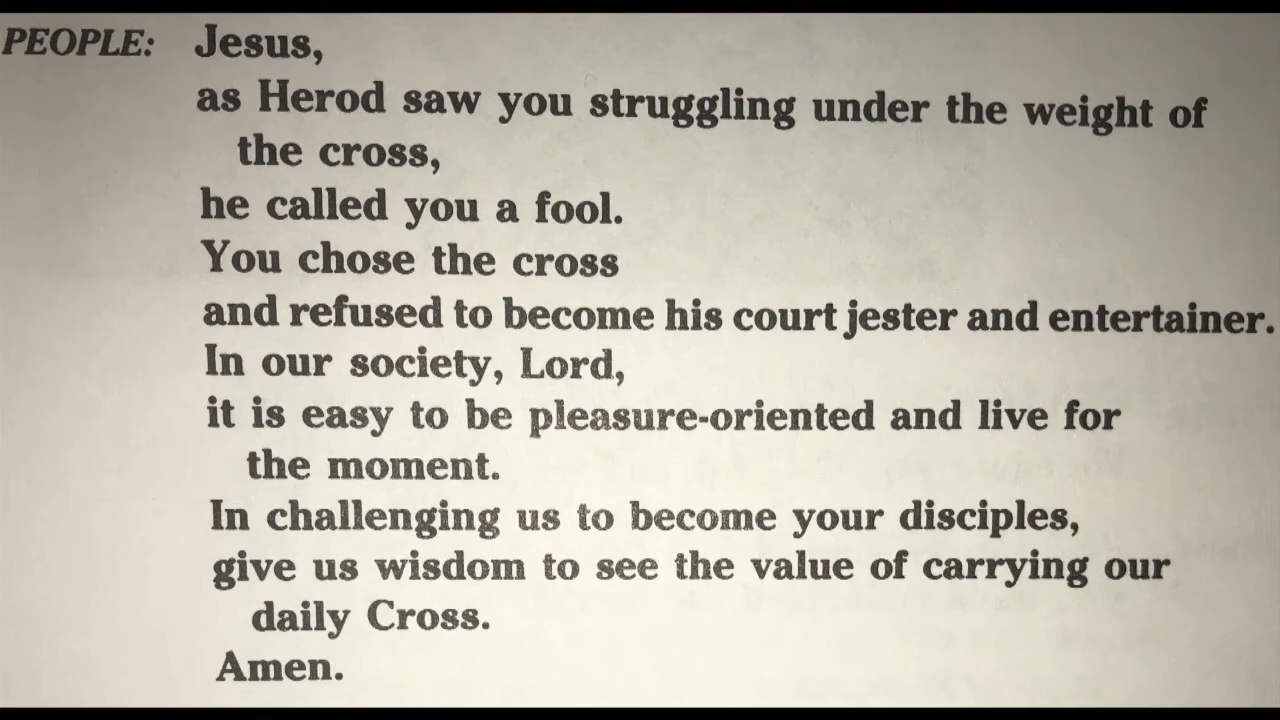 PEOPLE: Jesus,
as Herod saw you struggling under the weight of
the cross,
he called you a fool.
You chose the cross
and refused to become his court jester and entertainer.
In our society, Lord,
it is easy to be pleasure-oriented and live for
the moment.
In challenging us to become your disciples,
give us wisdom to see the value of carrying our
daily Cross.
Amen.